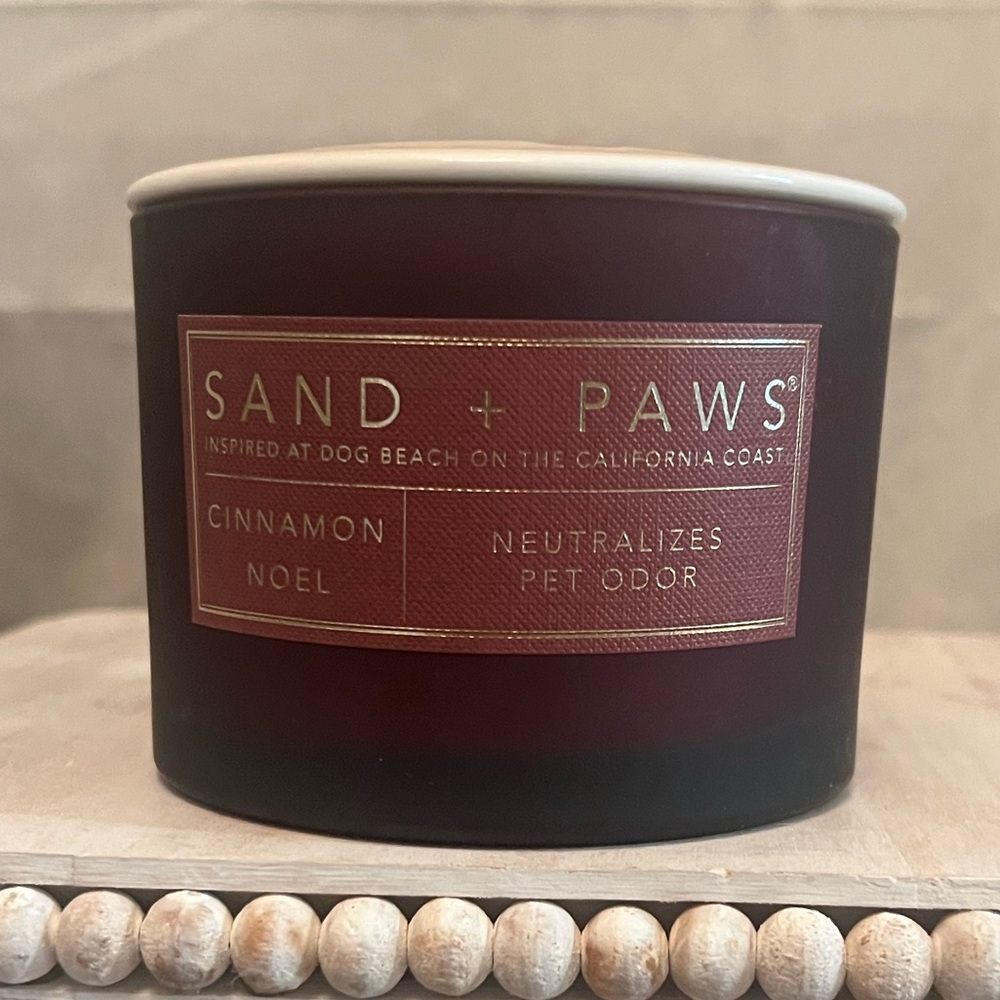 SAND + PAWS®
INSPIRED AT DOG BEACH ON THE CALIFORNIA COAST
CINNAMON
NOEL
NEUTRALIZES
PET ODOR